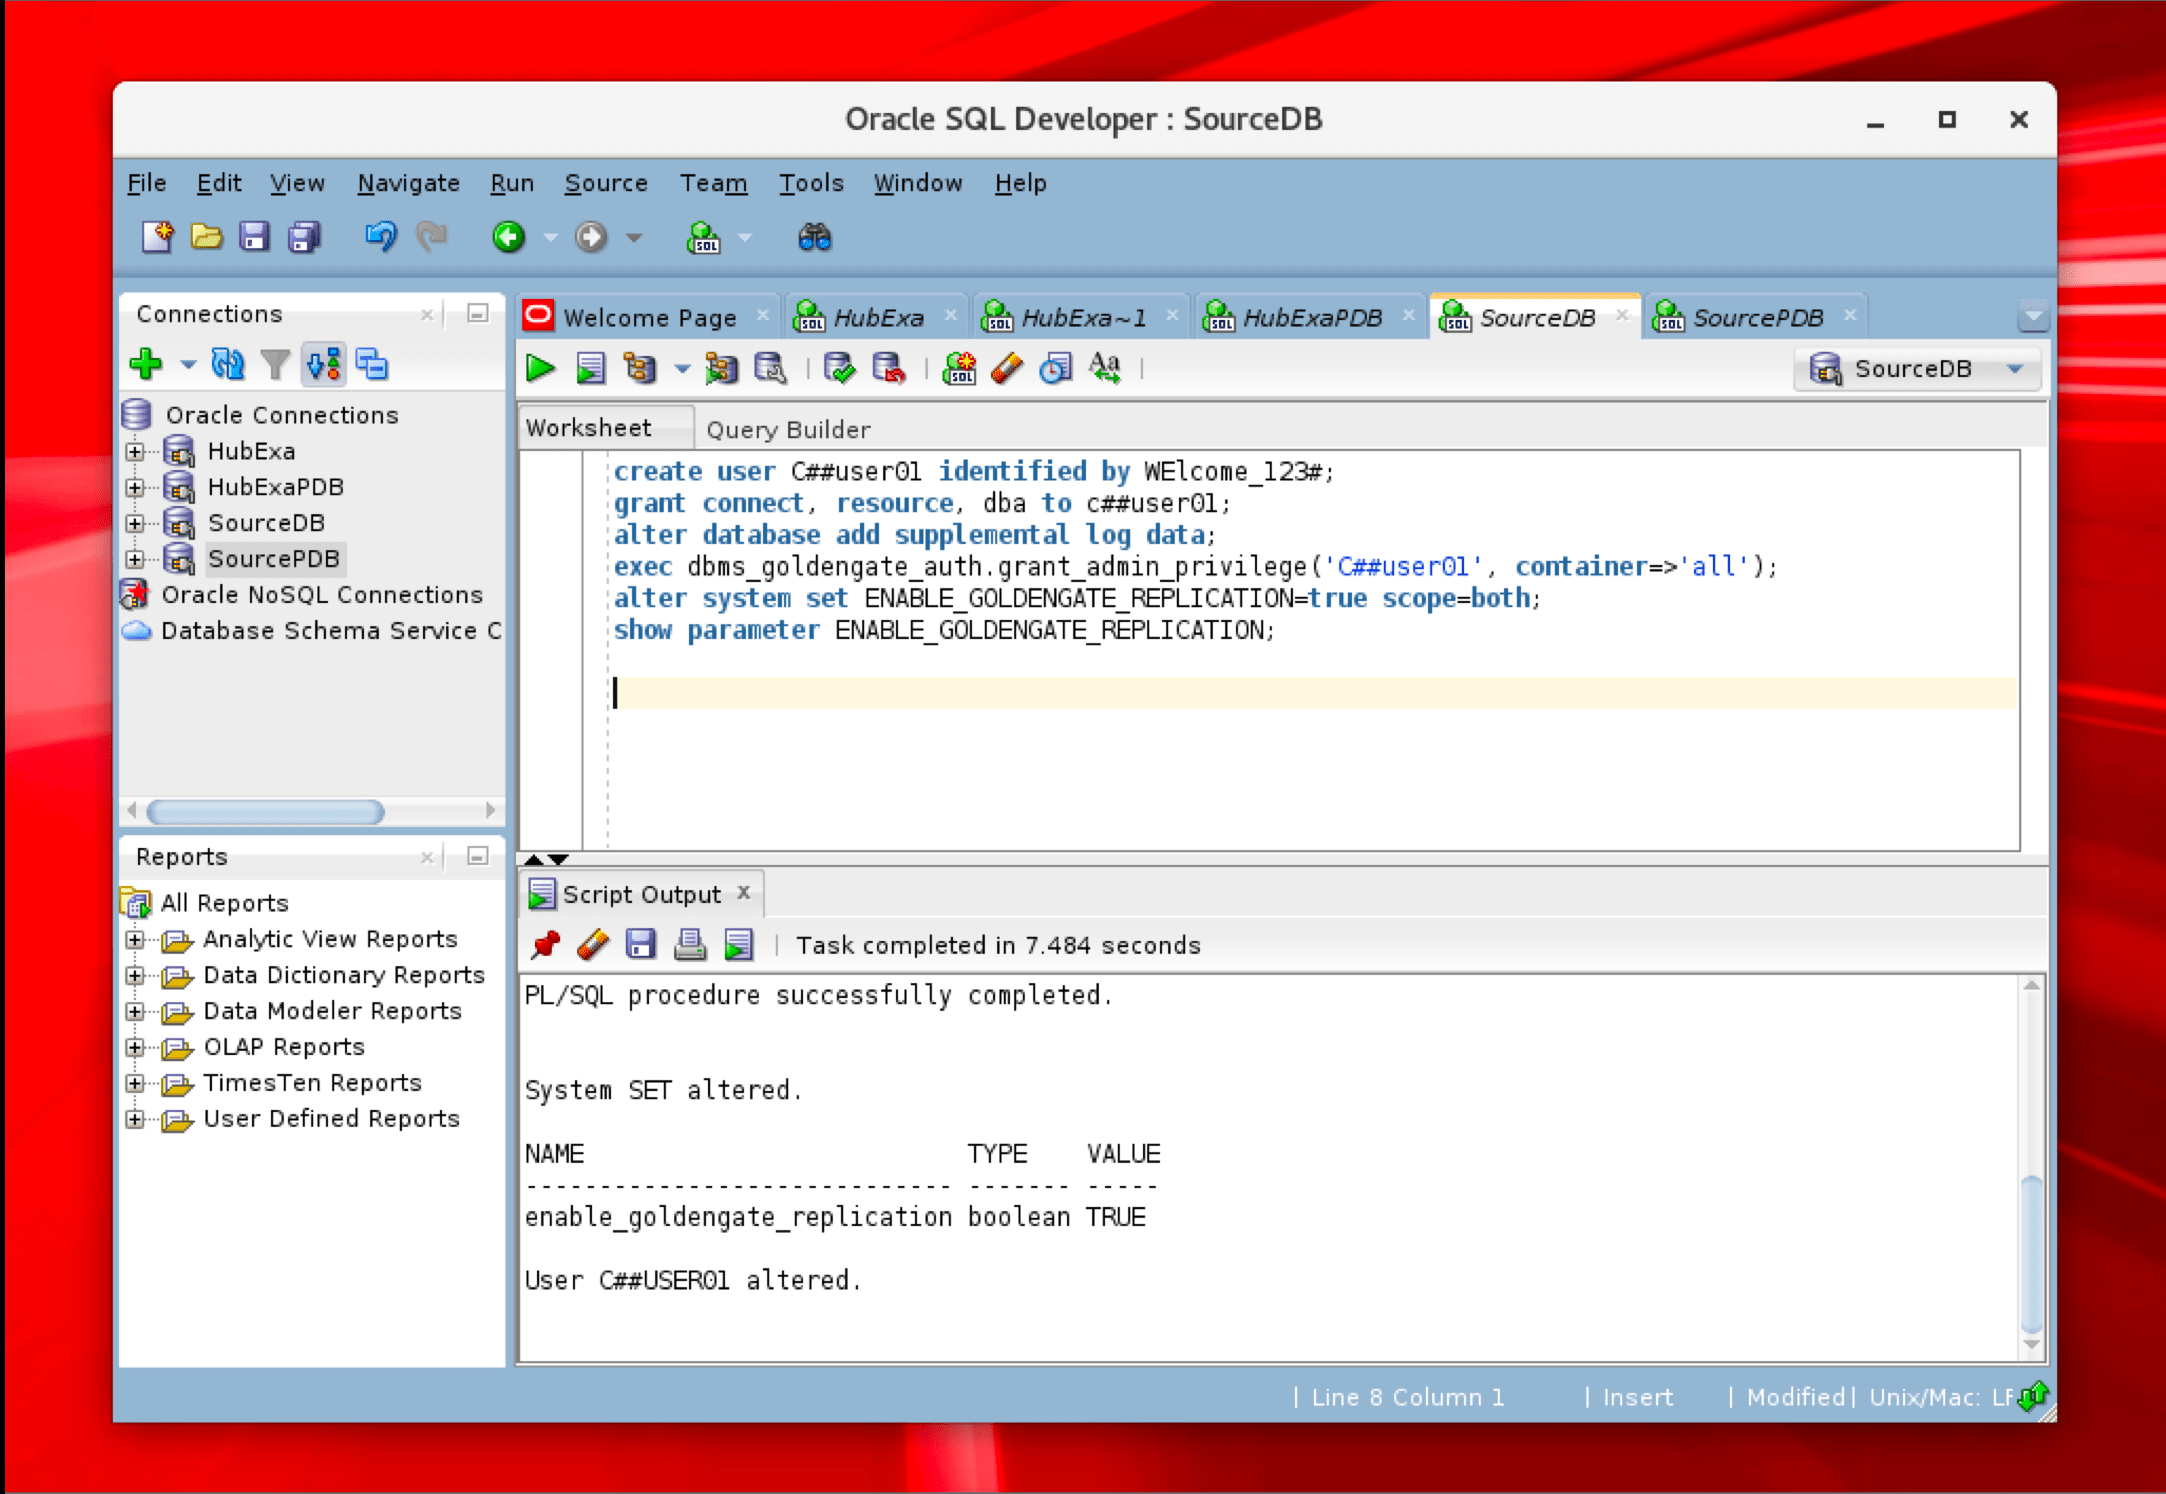 Oracle SQL Developer : SourceDB
File Edit View Navigate Run Source Team Tools Window Help
Connections
Oracle Connections
HubExa
HubExaPDB
SourceDB
SourcePDB
Oracle NoSQL Connections
Database Schema Service C
Reports
All Reports
Analytic View Reports
Data Dictionary Reports
Data Modeler Reports
OLAP Reports
TimesTen Reports
User Defined Reports
Welcome Page HubExa HubExa~1 HubExaPDB SourceDB SourcePDB
SourceDB
Worksheet Query Builder
create user C##user01 identified by WElcome_123#;
grant connect, resource, dba to c##user01;
alter database add supplemental log data;
exec dbms_goldengate_auth.grant_admin_privilege('C##user01', container=>'all');
alter system set ENABLE_GOLDENGATE_REPLICATION=true scope=both;
show parameter ENABLE_GOLDENGATE_REPLICATION;
Script Output
Task completed in 7.484 seconds
PL/SQL procedure successfully completed.
System SET altered.
NAME TYPE VALUE
----------------------------- ------- -----
enable_goldengate_replication boolean TRUE
User C##USER01 altered.
| Line 8 Column 1 | Insert | Modified| Unix/Mac: LF